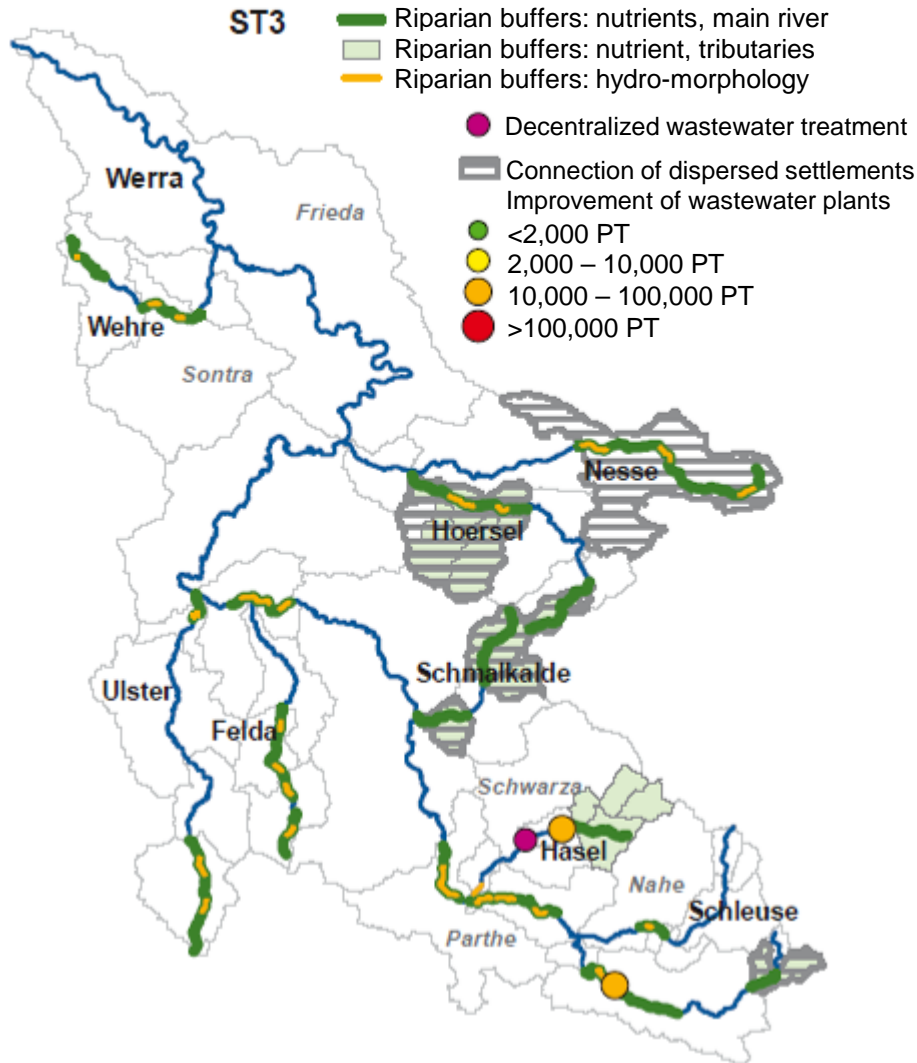 ST3
Riparian buffers: nutrients, main river
Riparian buffers: nutrient, tributaries
Riparian buffers: hydro-morphology
Decentralized wastewater treatment
Connection of dispersed settlements
Improvement of wastewater plants
<2,000 PT
2,000 – 10,000 PT
10,000 – 100,000 PT
>100,000 PT
Werra
Frieda
Wehre
Sontra
Nesse
Hoersel
Schmalkalde
Ulster
Felda
Schwarza
Hasel
Nahe
Schleuse
Parthe